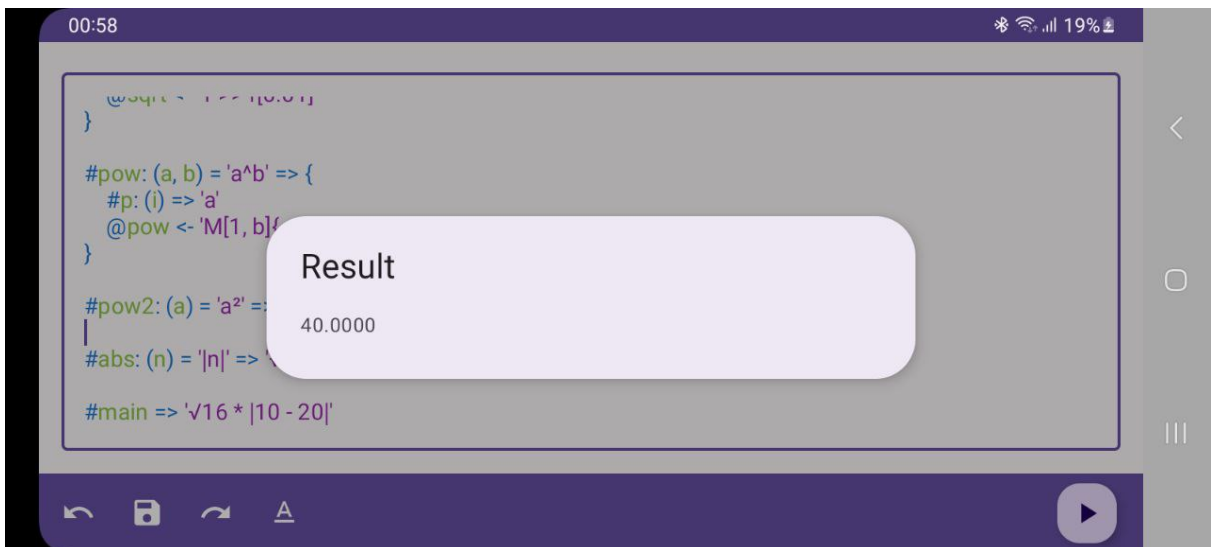 00:58
19%
}
#pow: (a, b) = 'a^b' => {
#p: (i) => 'a'
@pow <- 'M[1, b]{
}
#pow2: (a) = 'a²' =
#abs: (n) = '|n|' => '
#main => '√16 * |10 - 20|'
Result
40.0000
A